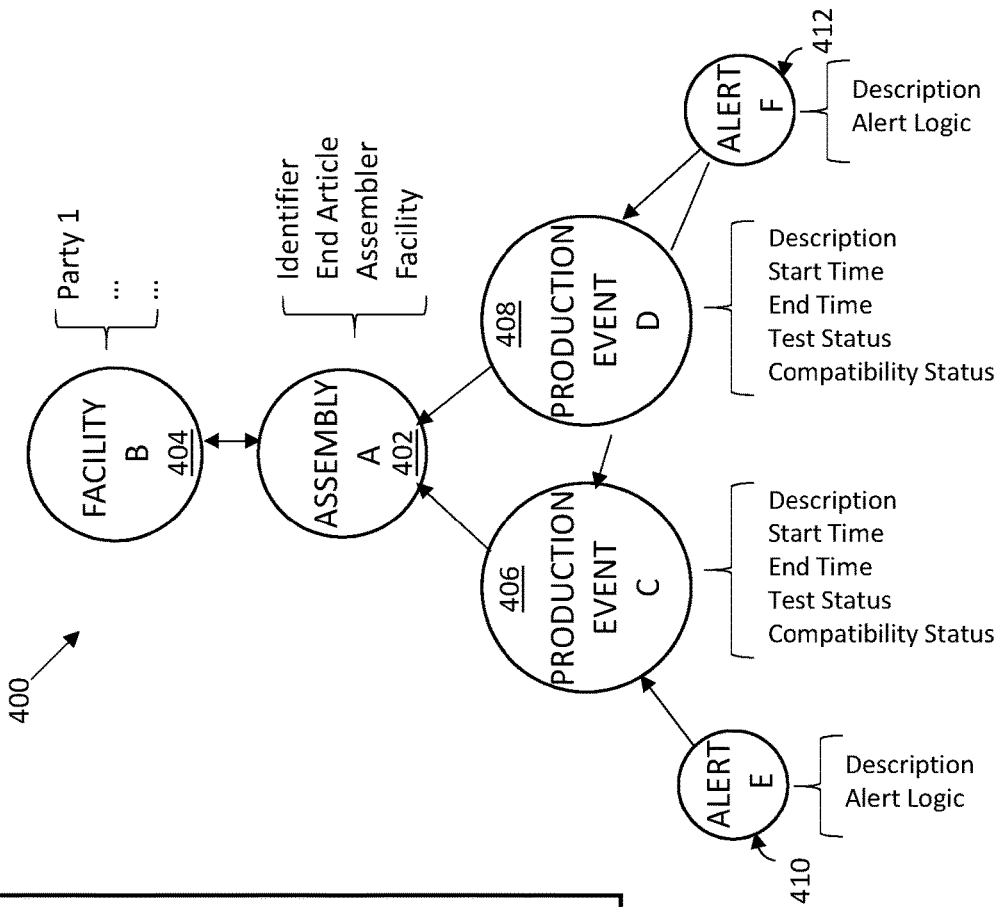 400
FACILITY
B
404
Party 1
...
...
ASSEMBLY
A
402
Identifier
End Article
Assembler
Facility
406
PRODUCTION
EVENT
C
408
PRODUCTION
EVENT
D
Description
Start Time
End Time
Test Status
Compatibility Status
Description
Start Time
End Time
Test Status
Compatibility Status
410
ALERT
E
Description
Alert Logic
ALERT
F
412
Description
Alert Logic